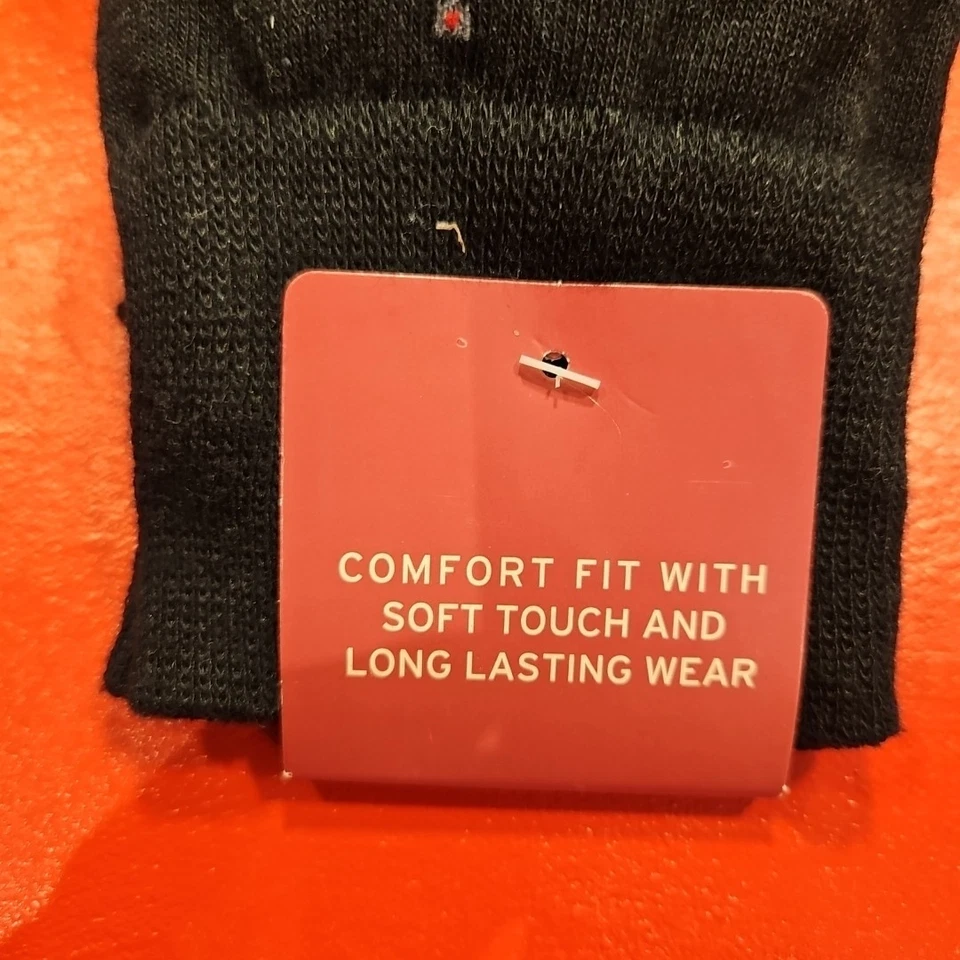 COMFORT FIT WITH
SOFT TOUCH AND
LONG LASTING WEAR